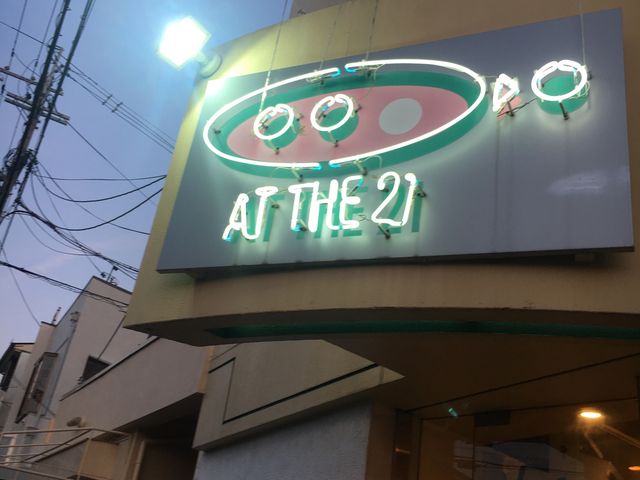 AT THE 21